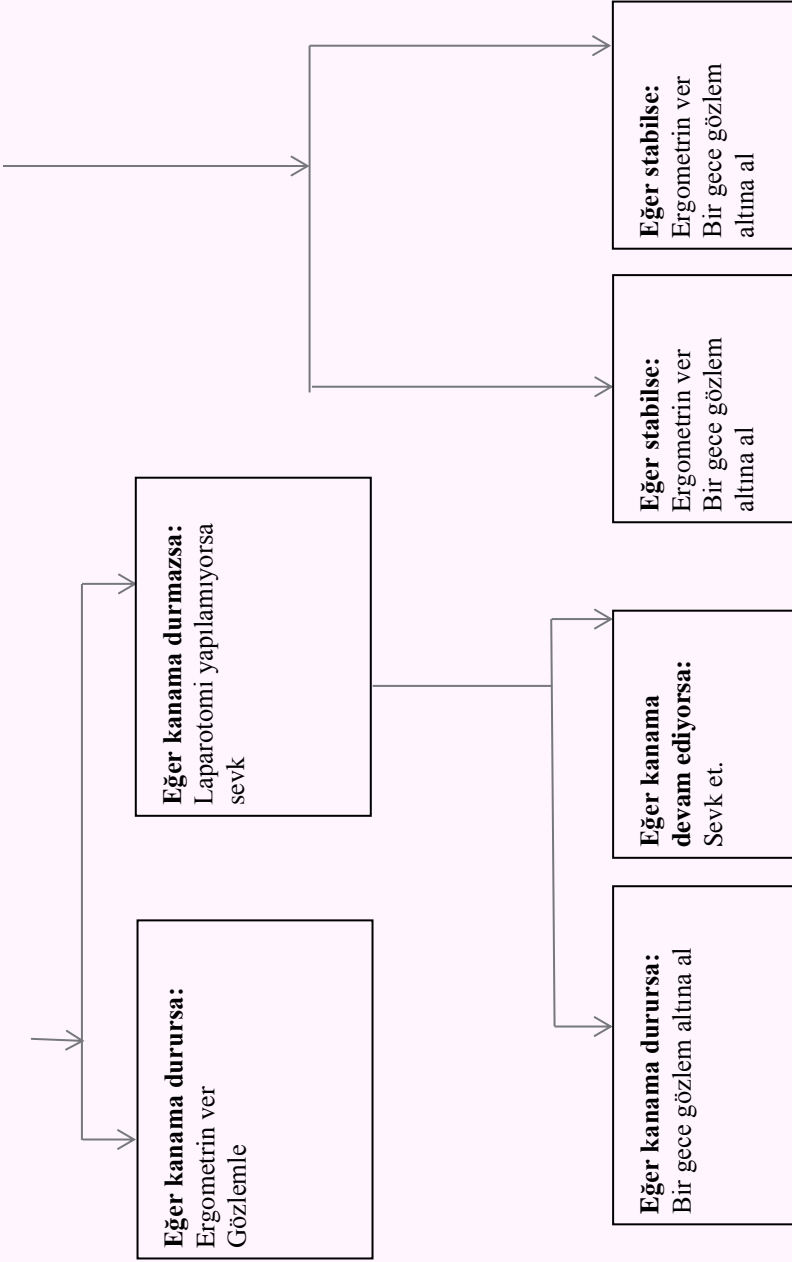 Eğer kanama durursa:
Ergometrin ver
Gözlemle
Eğer kanama durmazsa:
Laparotomi yapılamıyorsa
sevk
Eğer kanama durursa:
Bir gece gözlem altına al
Eğer kanama
devam ediyorsa:
Sevk et.
Eğer stabilse:
Ergometrin ver
Bir gece gözlem
altına al
Eğer stabilse:
Ergometrin ver
Bir gece gözlem
altına al